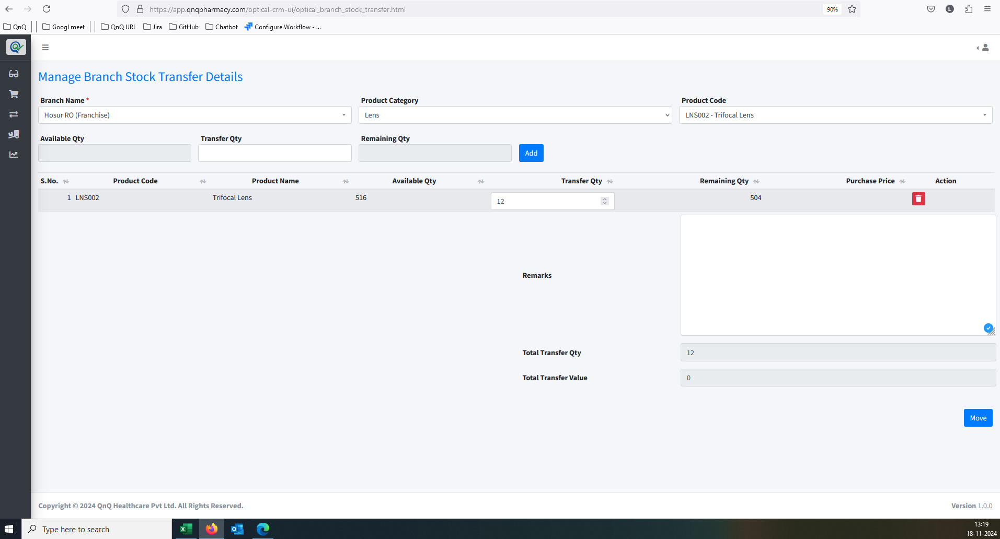 https://app.qnqpharmacy.com/optical-crm-ui/optical_branch_stock_transfer.html
90%
L
QnQ
Googl meet
QnQ URL
Jira
GitHub
Chatbot
Configure Workflow - ...
Manage Branch Stock Transfer Details
Branch Name * Product Category Product Code
Hosur RO (Franchise) Lens LNS002 - Trifocal Lens
Available Qty Transfer Qty Remaining Qty
Add
S.No. Product Code Product Name Available Qty Transfer Qty Remaining Qty Purchase Price Action
1 LNS002 Trifocal Lens 516 12 504
Remarks
Total Transfer Qty 12
Total Transfer Value 0
Move
Copyright © 2024 QnQ Healthcare Pvt Ltd. All Rights Reserved. Version 1.0.0
Type here to search
13:19
18-11-2024